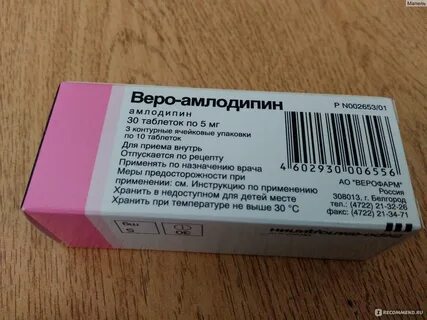 Мапель
Веро-амлодипин
Р N002653/01
амлодипин
30 таблеток по 5 мг
3 контурные ячейковые упаковки
по 10 таблеток
Для приема внутрь
Отпускается по рецепту
Применять по назначению врача
Меры предосторожности при
применении: см. Инструкцию по применению
Хранить в недоступном для детей месте
Хранить при температуре не выше 30 °С
4 602930 006556
АО "ВЕРОФАРМ"
Россия
308013, г. Белгород
тел.: (4722) 21-32-26
факс: (4722) 21-34-71
RECOMMEND.RU